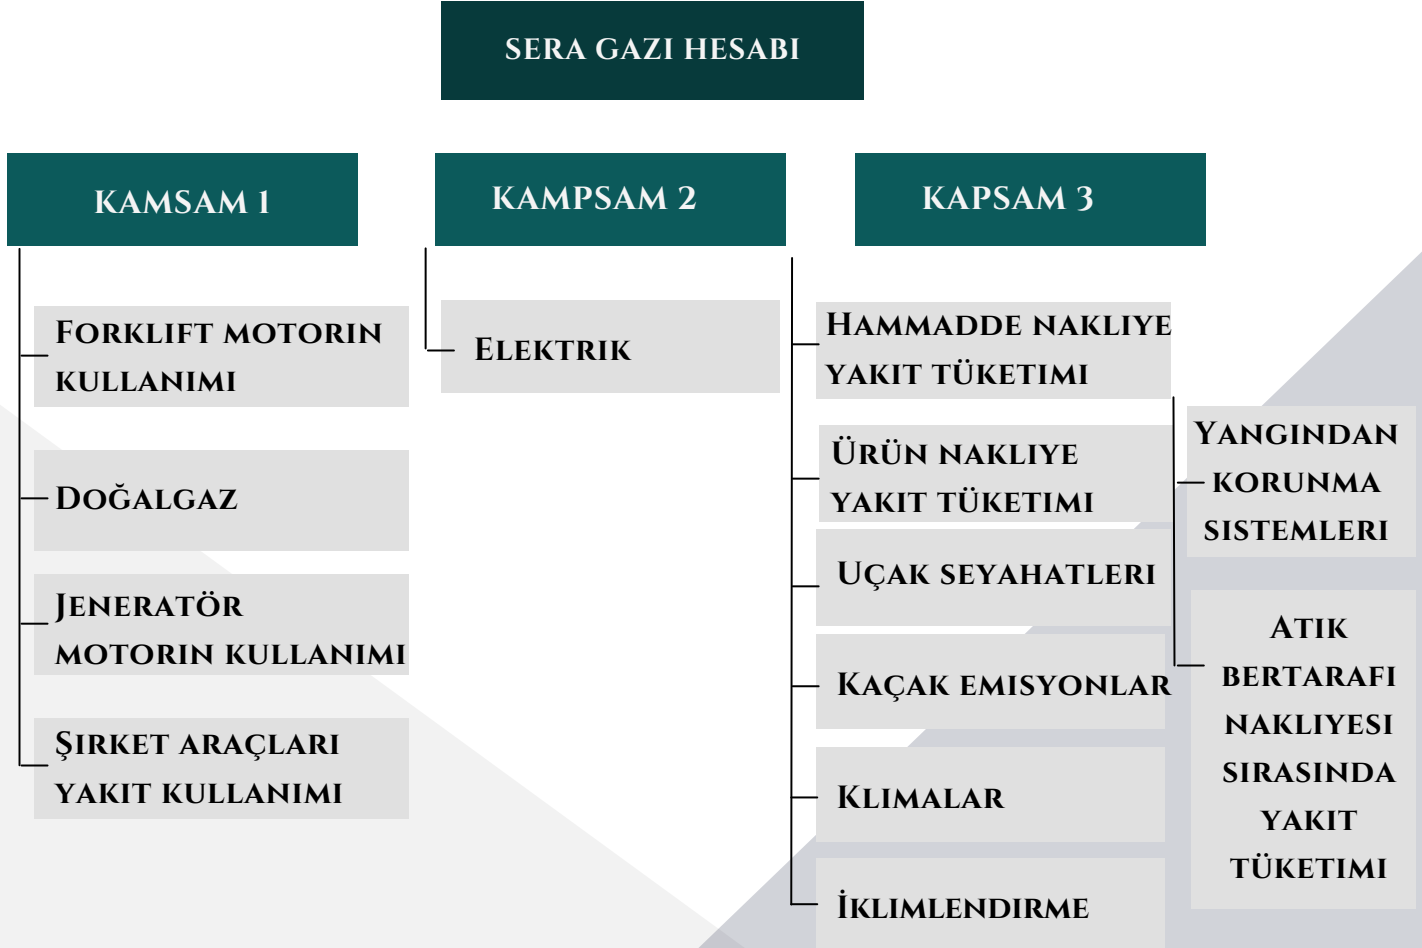 SERA GAZI HESABI
KAMSAM 1
FORKLIFT MOTORIN
KULLANIMI
DOĞALGAZ
JENERATÖR
MOTORIN KULLANIMI
ŞIRKET ARAÇLARI
YAKIT KULLANIMI
KAMPSAM 2
ELEKTRIK
KAPSAM 3
HAMMADDE NAKLIYE
YAKIT TÜKETIMI
ÜRÜN NAKLIYE
YAKIT TÜKETIMI
UÇAK SEYAHATLERI
KAÇAK EMISYONLAR
KLIMALAR
İKLIMLENDIRME
YANGINDAN
KORUNMA
SISTEMLERI
ATIK
BERTARAFI
NAKLIYESI
SIRASINDA
YAKIT
TÜKETIMI